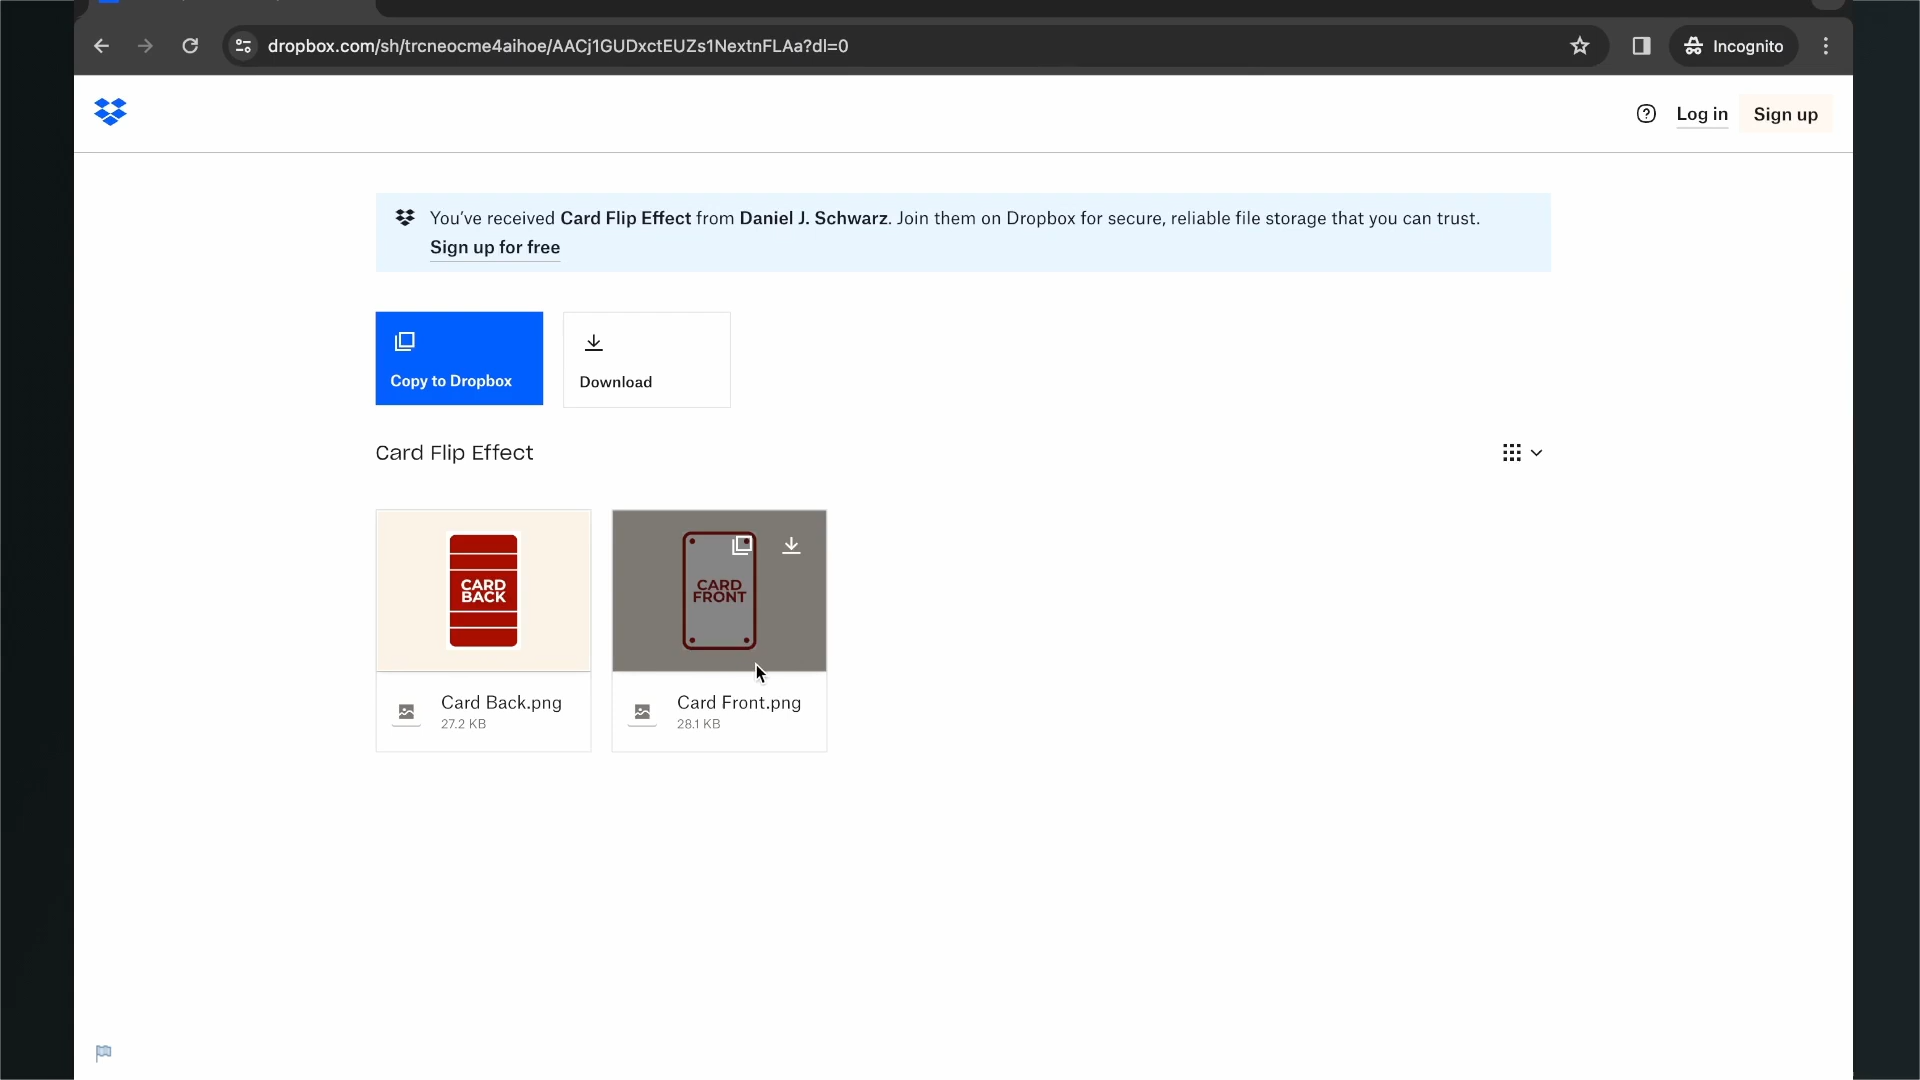 dropbox.com/sh/trcneocme4aihoe/AACj1GUDxctEUZs1NextnFLAa?dl=0
Incognito
Log in
Sign up
You've received Card Flip Effect from Daniel J. Schwarz. Join them on Dropbox for secure, reliable file storage that you can trust.
Sign up for free
Copy to Dropbox
Download
Card Flip Effect
CARD
BACK
CARD
FRONT
Card Back.png
27.2 KB
Card Front.png
28.1 KB